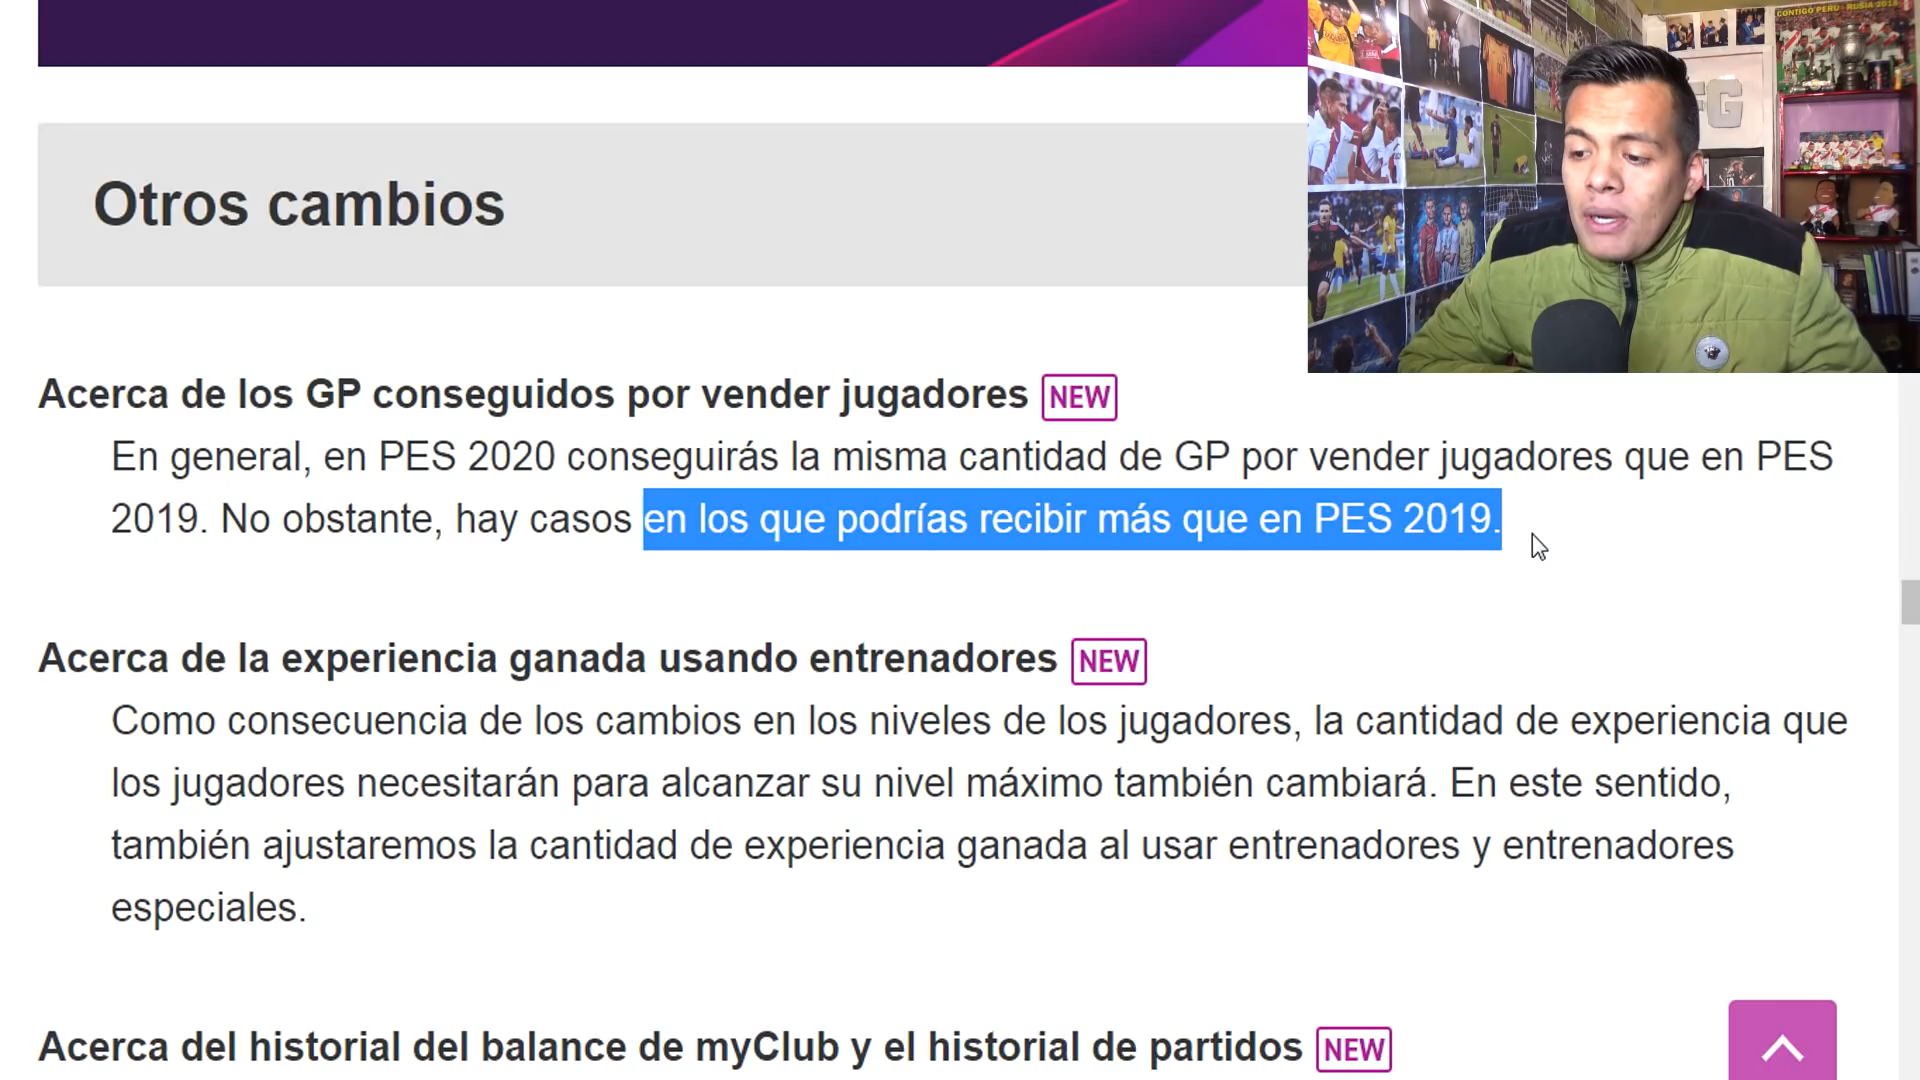 CONTIGO PERU - RUSIA 2018
FG
Otros cambios
Acerca de los GP conseguidos por vender jugadores NEW
En general, en PES 2020 conseguirás la misma cantidad de GP por vender jugadores que en PES
2019. No obstante, hay casos en los que podrías recibir más que en PES 2019.
Acerca de la experiencia ganada usando entrenadores NEW
Como consecuencia de los cambios en los niveles de los jugadores, la cantidad de experiencia que
los jugadores necesitarán para alcanzar su nivel máximo también cambiará. En este sentido,
también ajustaremos la cantidad de experiencia ganada al usar entrenadores y entrenadores
especiales.
Acerca del historial del balance de myClub y el historial de partidos NEW